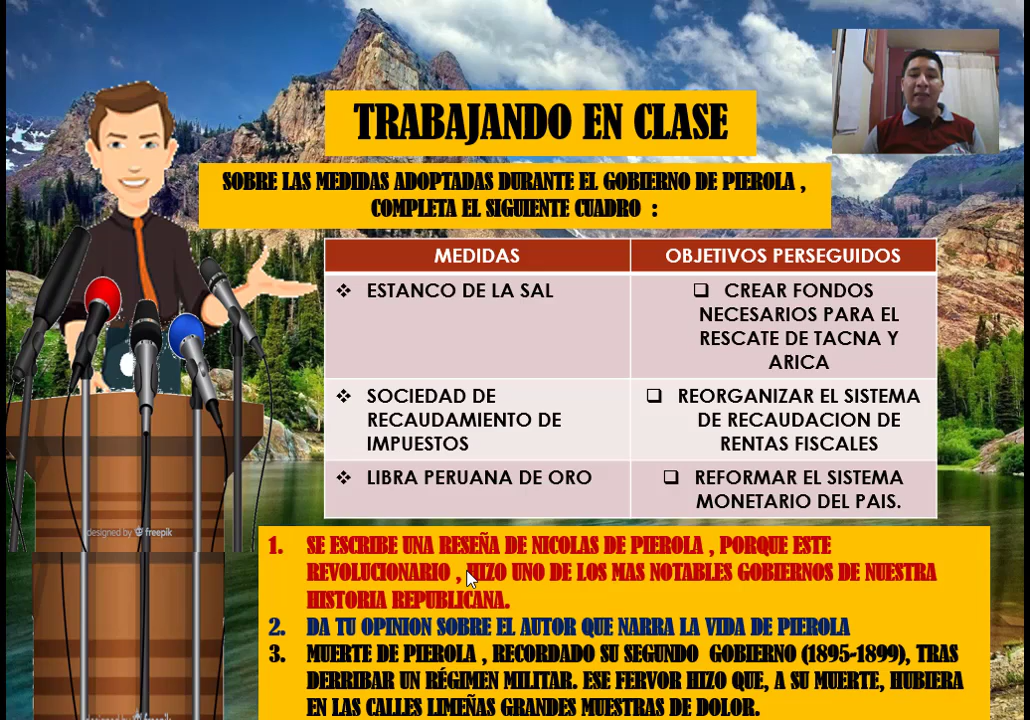 TRABAJANDO EN CLASE
SOBRE LAS MEDIDAS ADOPTADAS DURANTE EL GOBIERNO DE PIEROLA ,
COMPLETA EL SIGUIENTE CUADRO :
MEDIDAS
OBJETIVOS PERSEGUIDOS
ESTANCO DE LA SAL
CREAR FONDOS
NECESARIOS PARA EL
RESCATE DE TACNA Y
ARICA
SOCIEDAD DE
RECAUDAMIENTO DE
IMPUESTOS
REORGANIZAR EL SISTEMA
DE RECAUDACION DE
RENTAS FISCALES
LIBRA PERUANA DE ORO
REFORMAR EL SISTEMA
MONETARIO DEL PAIS.
designed by freepik
1. SE ESCRIBE UNA RESEÑA DE NICOLAS DE PIEROLA , PORQUE ESTE
REVOLUCIONARIO , HIZO UNO DE LOS MAS NOTABLES GOBIERNOS DE NUESTRA
HISTORIA REPUBLICANA.
2. DA TU OPINION SOBRE EL AUTOR QUE NARRA LA VIDA DE PIEROLA
3. MUERTE DE PIEROLA , RECORDADO SU SEGUNDO GOBIERNO (1895-1899), TRAS
DERRIBAR UN RÉGIMEN MILITAR. ESE FERVOR HIZO QUE, A SU MUERTE, HUBIERA
EN LAS CALLES LIMEÑAS GRANDES MUESTRAS DE DOLOR.
designed by freepik